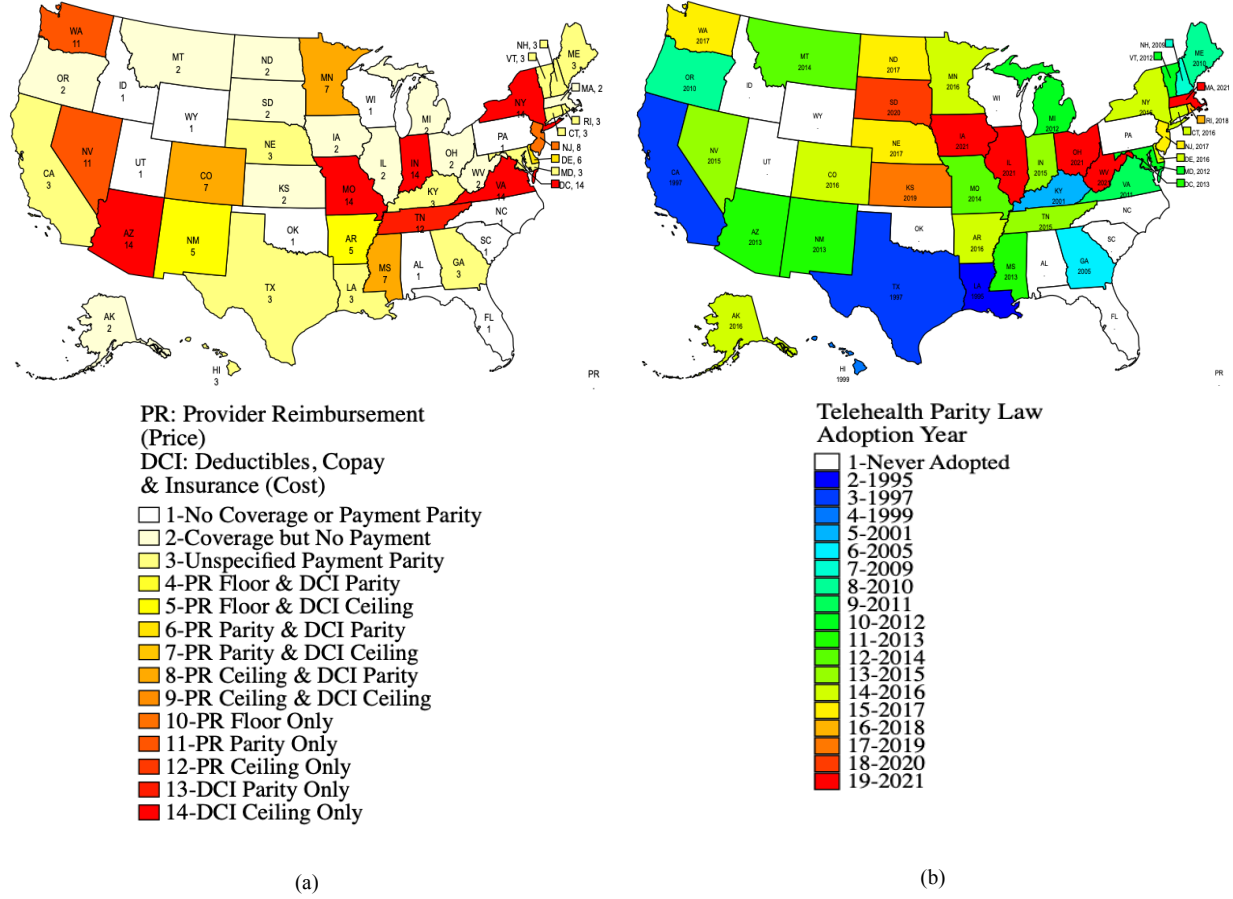 WA
11
MT
2
ND
2
MN
7
OR
2
ID
1
SD
2
WI
1
MI
2
NH, 3
VT, 3
ME
3
MA, 2
RI, 3
CT, 3
NJ, 8
DE, 6
MD, 3
DC, 14
NY
14
PA
1
WY
1
IA
2
NE
3
NV
11
UT
1
CA
3
CO
7
KS
2
MO
14
IL
2
IN
14
OH
2
WV
2
VA
14
KY
3
NC
1
TN
12
SC
1
AZ
14
NM
5
OK
1
AR
5
MS
7
AL
1
GA
3
TX
3
LA
3
FL
1
AK
2
HI
3
PR
.
PR: Provider Reimbursement
(Price)
DCI: Deductibles, Copay
& Insurance (Cost)
1-No Coverage or Payment Parity
2-Coverage but No Payment
3-Unspecified Payment Parity
4-PR Floor & DCI Parity
5-PR Floor & DCI Ceiling
6-PR Parity & DCI Parity
7-PR Parity & DCI Ceiling
8-PR Ceiling & DCI Parity
9-PR Ceiling & DCI Ceiling
10-PR Floor Only
11-PR Parity Only
12-PR Ceiling Only
13-DCI Parity Only
14-DCI Ceiling Only
(a)
WA
2017
MT
2014
ND
2017
MN
2016
OR
2010
ID
.
SD
2020
WI
.
MI
2012
NH, 2009
VT, 2012
ME
2010
MA, 2021
RI, 2018
CT, 2016
NJ, 2017
DE, 2016
MD, 2012
DC, 2013
NY
PA
.
WY
.
IA
2021
NE
2017
NV
2015
UT
.
CA
1997
CO
2016
KS
2019
MO
2014
IL
2021
IN
2015
OH
2021
WV
VA
KY
2001
NC
.
TN
2015
SC
.
AZ
2013
NM
2013
OK
.
AR
2016
MS
2013
AL
.
GA
2005
TX
1997
LA
FL
.
AK
2016
HI
1999
PR
.
Telehealth Parity Law
Adoption Year
1-Never Adopted
2-1995
3-1997
4-1999
5-2001
6-2005
7-2009
8-2010
9-2011
10-2012
11-2013
12-2014
13-2015
14-2016
15-2017
16-2018
17-2019
18-2020
19-2021
(b)